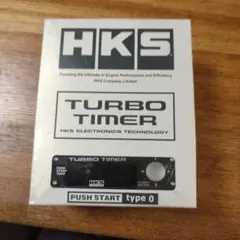 HKS
Pursuing the Ultimate in Engine Performance and Efficiency
HKS Company Limited
TURBO
TIMER
HKS ELECTRONICS TECHNOLOGY
TURBO TIMER
HKS
PUSH START type 0